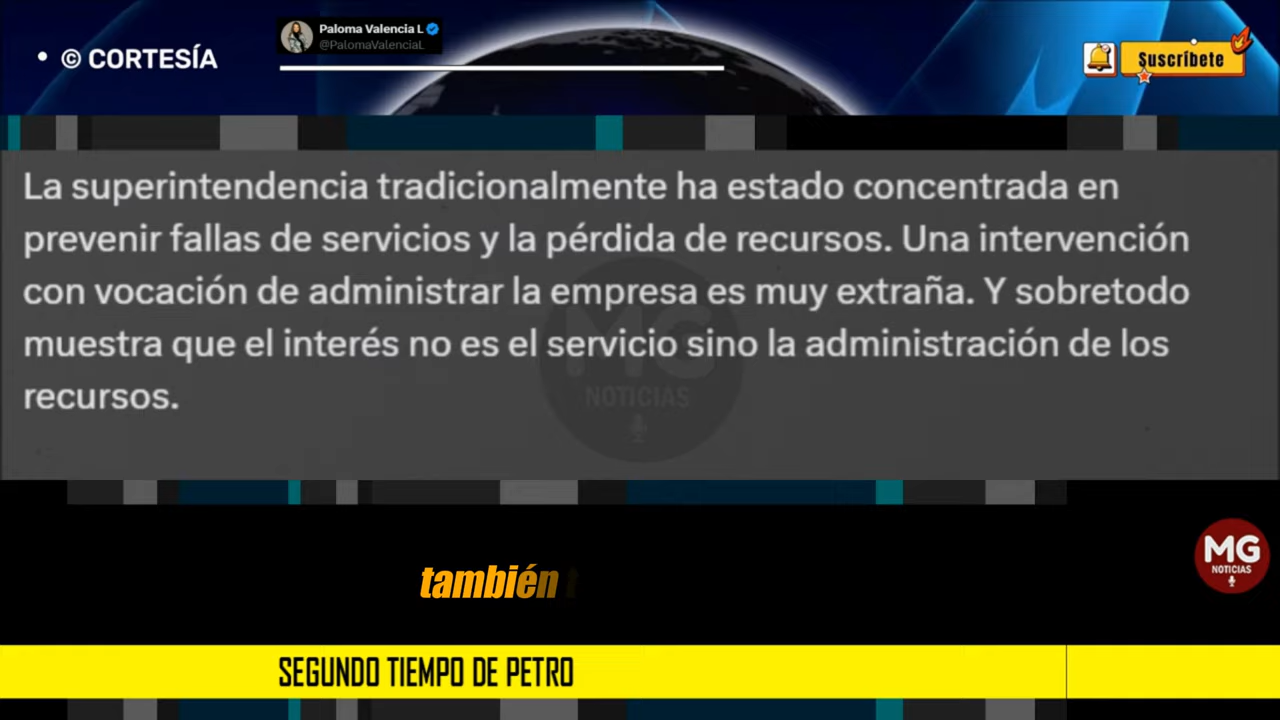 • © CORTESÍA
Paloma Valencia L
@PalomaValenciaL
Suscríbete
La superintendencia tradicionalmente ha estado concentrada en
prevenir fallas de servicios y la pérdida de recursos. Una intervención
con vocación de administrar la empresa es muy extraña. Y sobretodo
muestra que el interés no es el servicio sino la administración de los
recursos.
MG
NOTICIAS
también
MG
NOTICIAS
SEGUNDO TIEMPO DE PETRO